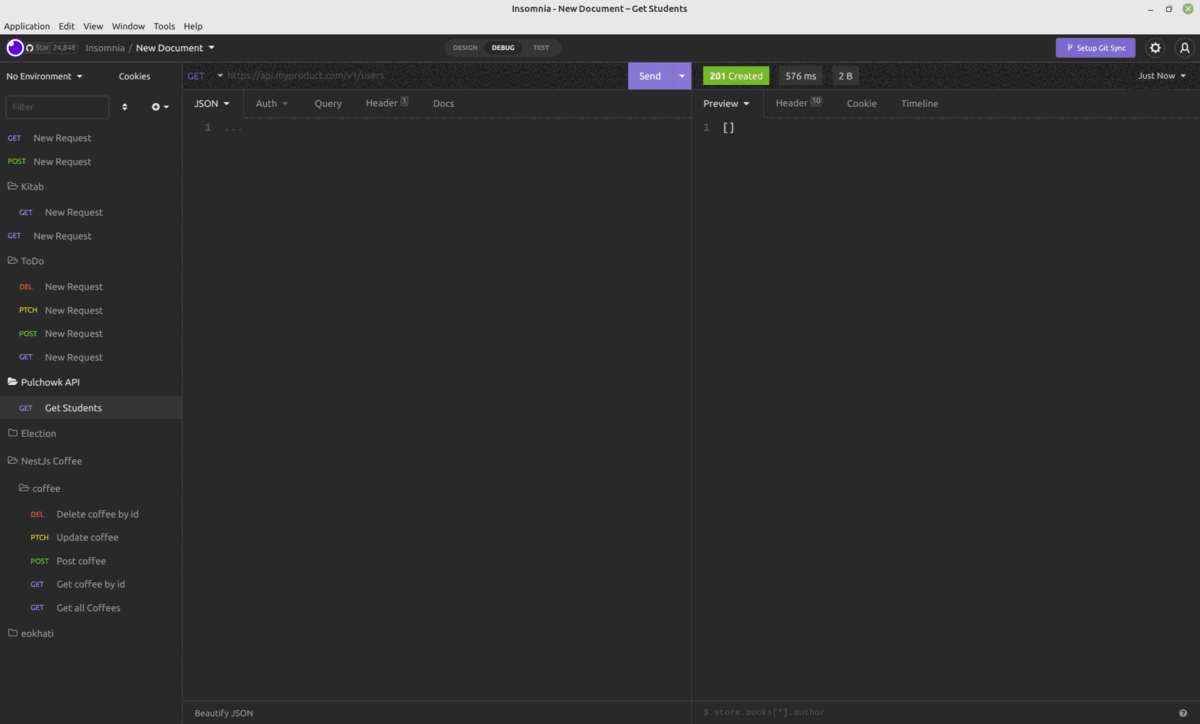 Insomnia - New Document – Get Students
Application Edit View Window Tools Help
Star 24,848 Insomnia / New Document DESIGN DEBUG TEST Setup Git Sync
No Environment Cookies GET https://api.myproduct.com/v1/users Send 201 Created 576 ms 2 B Just Now
Filter JSON Auth Query Header 1 Docs Preview Header 10 Cookie Timeline
1 ...
1 []
GET New Request
POST New Request
Kitab
GET New Request
GET New Request
ToDo
DEL New Request
PTCH New Request
POST New Request
GET New Request
Pulchowk API
GET Get Students
Election
NestJs Coffee
coffee
DEL Delete coffee by id
PTCH Update coffee
POST Post coffee
GET Get coffee by id
GET Get all Coffees
eokhati
Beautify JSON $.store.books[*].author